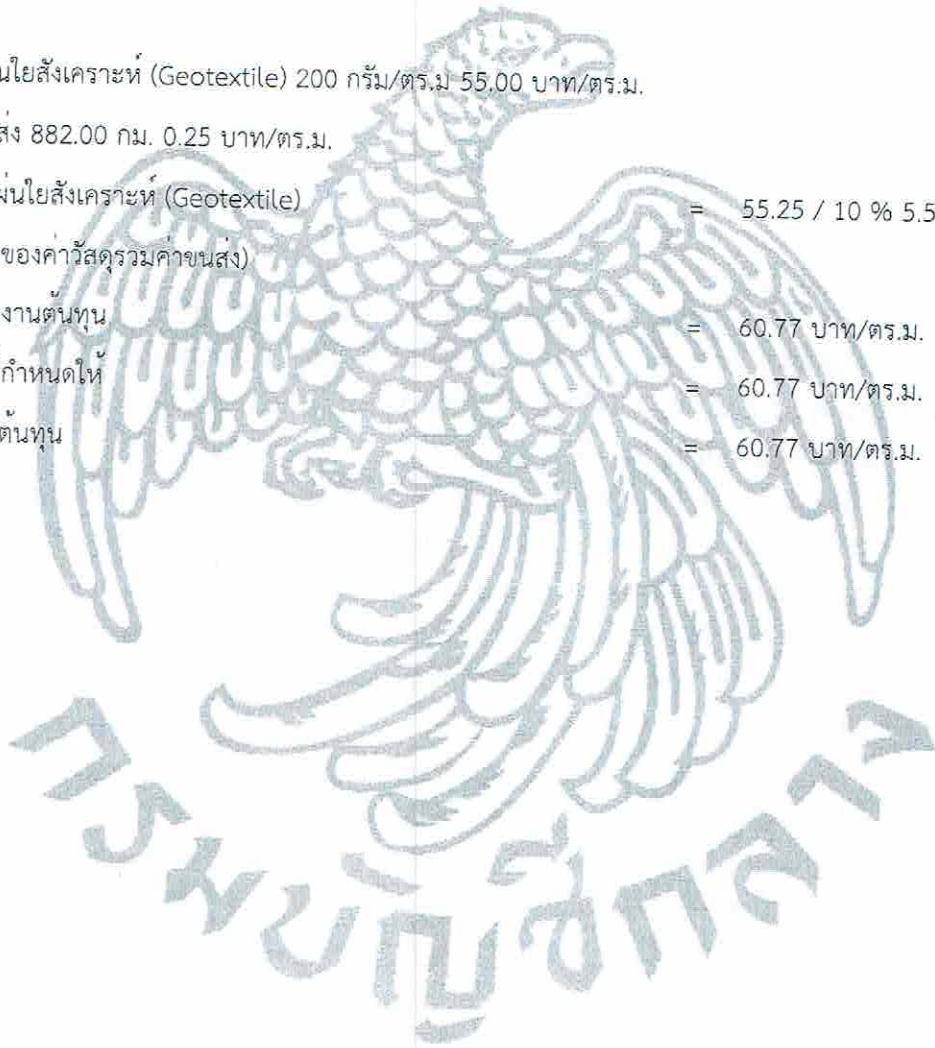 นใยสังเคราะห์ (Geotextile) 200 กรัม/ตร.ม 55.00 บาท/ตร.ม.
ส่ง 882.00 กม. 0.25 บาท/ตร.ม.
ผ่นใยสังเคราะห์ (Geotextile) = 55.25 / 10 % 5.5
ของค่าวัสดุรวมค่าขนส่ง)
งานต้นทุน = 60.77 บาท/ตร.ม.
กำหนดให้ = 60.77 บาท/ตร.ม.
ต้นทุน = 60.77 บาท/ตร.ม.
กรมบัญชีกลาง